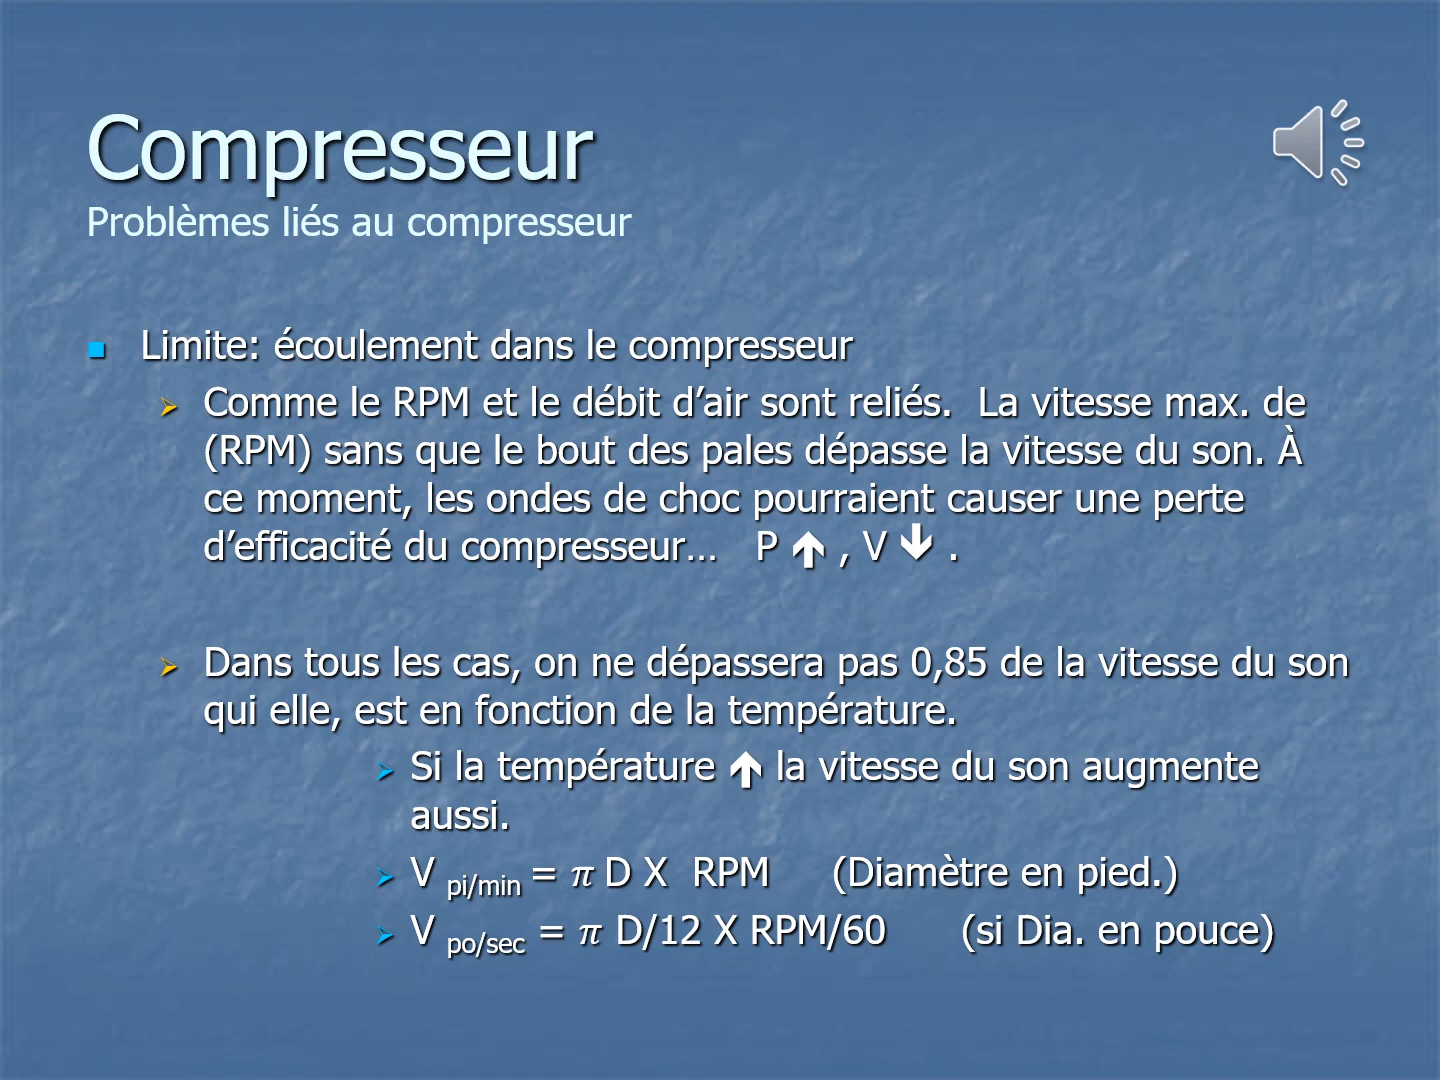 Compresseur
Problèmes liés au compresseur
Limite: écoulement dans le compresseur
Comme le RPM et le débit d’air sont reliés.  La vitesse max. de
(RPM) sans que le bout des pales dépasse la vitesse du son. À
ce moment, les ondes de choc pourraient causer une perte
d’efficacité du compresseur…   P 🡹 , V 🡻 .
Dans tous les cas, on ne dépassera pas 0,85 de la vitesse du son
qui elle, est en fonction de la température.
Si la température 🡹 la vitesse du son augmente
aussi.
V pi/min = π D X  RPM     (Diamètre en pied.)
V po/sec = π D/12 X RPM/60      (si Dia. en pouce)